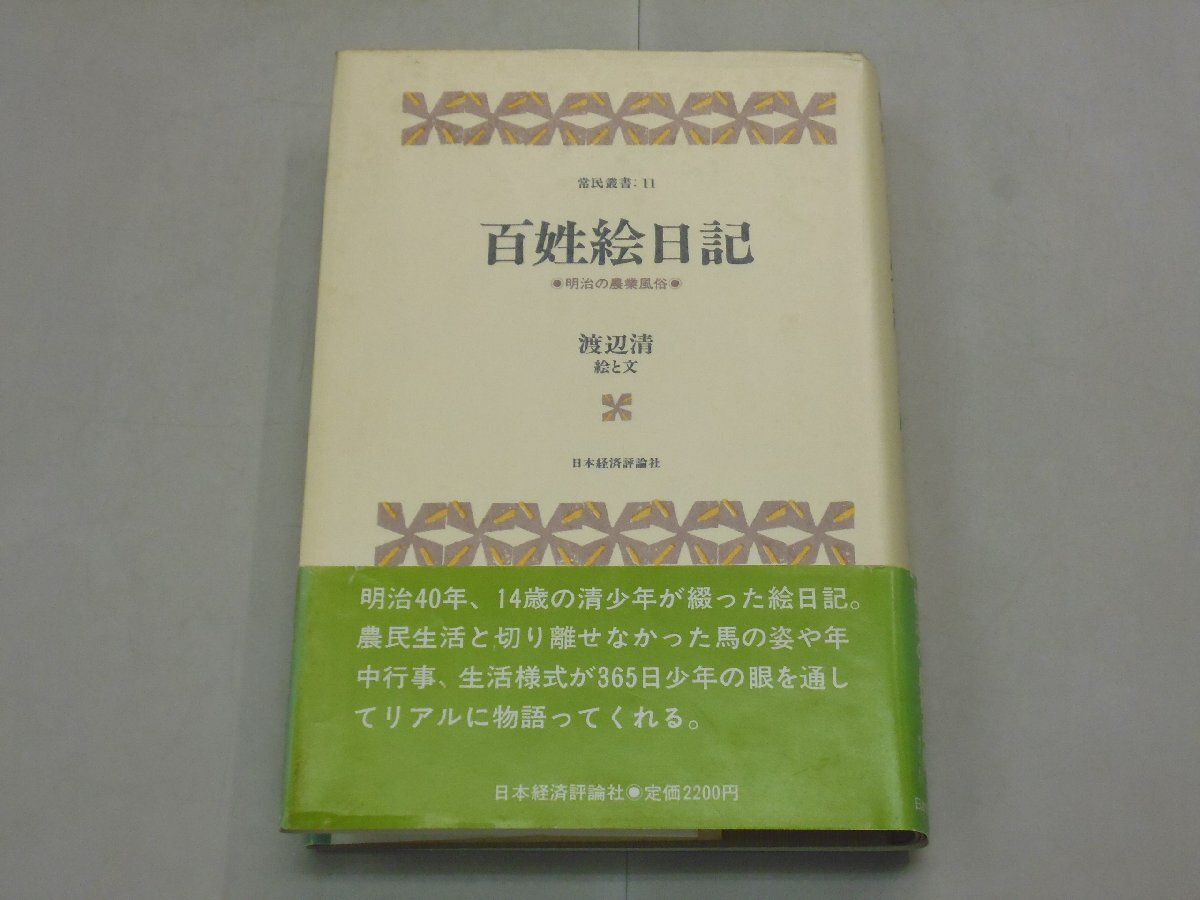 常民叢書：11
百姓絵日記
◉明治の農業風俗◉
渡辺清
絵と文
日本経済評論社
明治40年、14歳の清少年が綴った絵日記。
農民生活と切り離せなかった馬の姿や年
中行事、生活様式が365日少年の眼を通し
てリアルに物語ってくれる。
日本経済評論社◉定価2200円